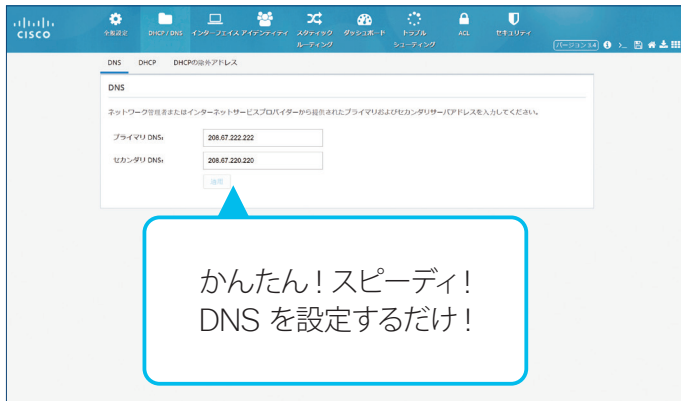 CISCO
全般設定
DHCP / DNS
インターフェイス
アイデンティティ
スタティック
ルーティング
ダッシュボード
トラブル
シューティング
ACL
セキュリティ
バージョン 3.4
DNS DHCP DHCPの除外アドレス
DNS
ネットワーク管理者またはインターネットサービスプロバイダーから提供されたプライマリおよびセカンダリサーバアドレスを入力してください。
プライマリ DNS: 208.67.222.222
セカンダリ DNS: 208.67.220.220
適用
かんたん！スピーディ！
DNS を設定するだけ！